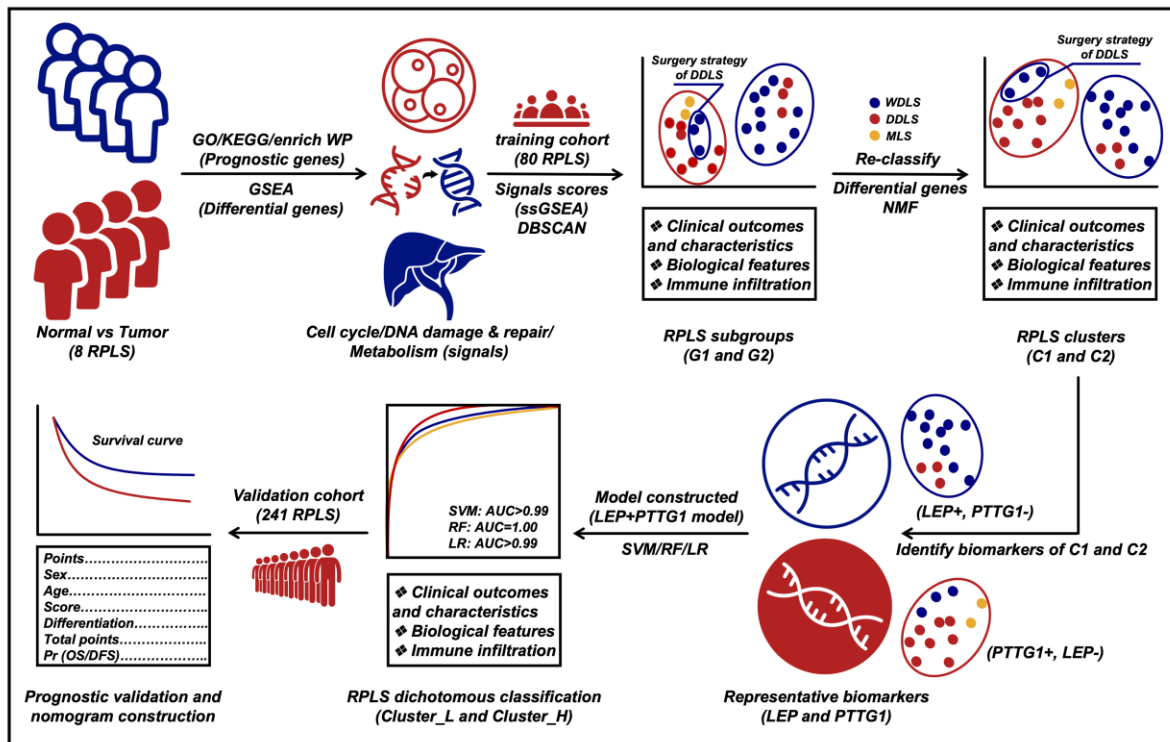 GO/KEGG/enrich WP
(Prognostic genes)
GSEA
(Differential genes)
Normal vs Tumor
(8 RPLS)
Cell cycle/DNA damage & repair/
Metabolism (signals)
training cohort
(80 RPLS)
Signals scores
(ssGSEA)
DBSCAN
Surgery strategy
of DDLS
❖ Clinical outcomes
and characteristics
❖ Biological features
❖ Immune infiltration
RPLS subgroups
(G1 and G2)
WDLS
DDLS
MLS
Re-classify
Differential genes
NMF
Surgery strategy
of DDLS
❖ Clinical outcomes
and characteristics
❖ Biological features
❖ Immune infiltration
RPLS clusters
(C1 and C2)
(LEP+, PTTG1-)
Identify biomarkers of C1 and C2
(PTTG1+, LEP-)
Representative biomarkers
(LEP and PTTG1)
Model constructed
(LEP+PTTG1 model)
SVM/RF/LR
SVM: AUC>0.99
RF: AUC=1.00
LR: AUC>0.99
❖ Clinical outcomes
and characteristics
❖ Biological features
❖ Immune infiltration
RPLS dichotomous classification
(Cluster_L and Cluster_H)
Validation cohort
(241 RPLS)
Survival curve
Points........................
Sex............................
Age............................
Score.........................
Differentiation............
Total points...............
Pr (OS/DFS)...............
Prognostic validation and
nomogram construction